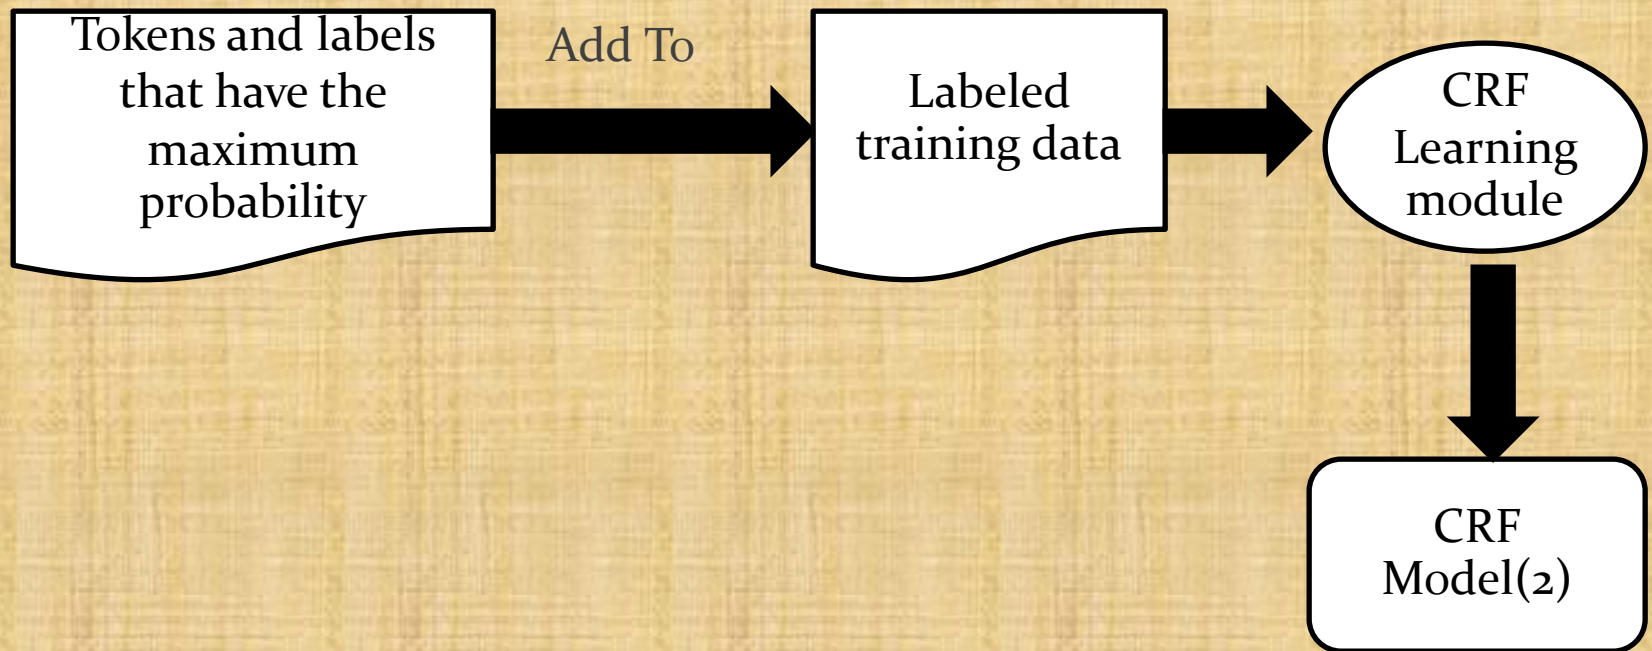 Tokens and labels
that have the
maximum
probability
Add To
Labeled
training data
CRF
Learning
module
CRF
Model(2)